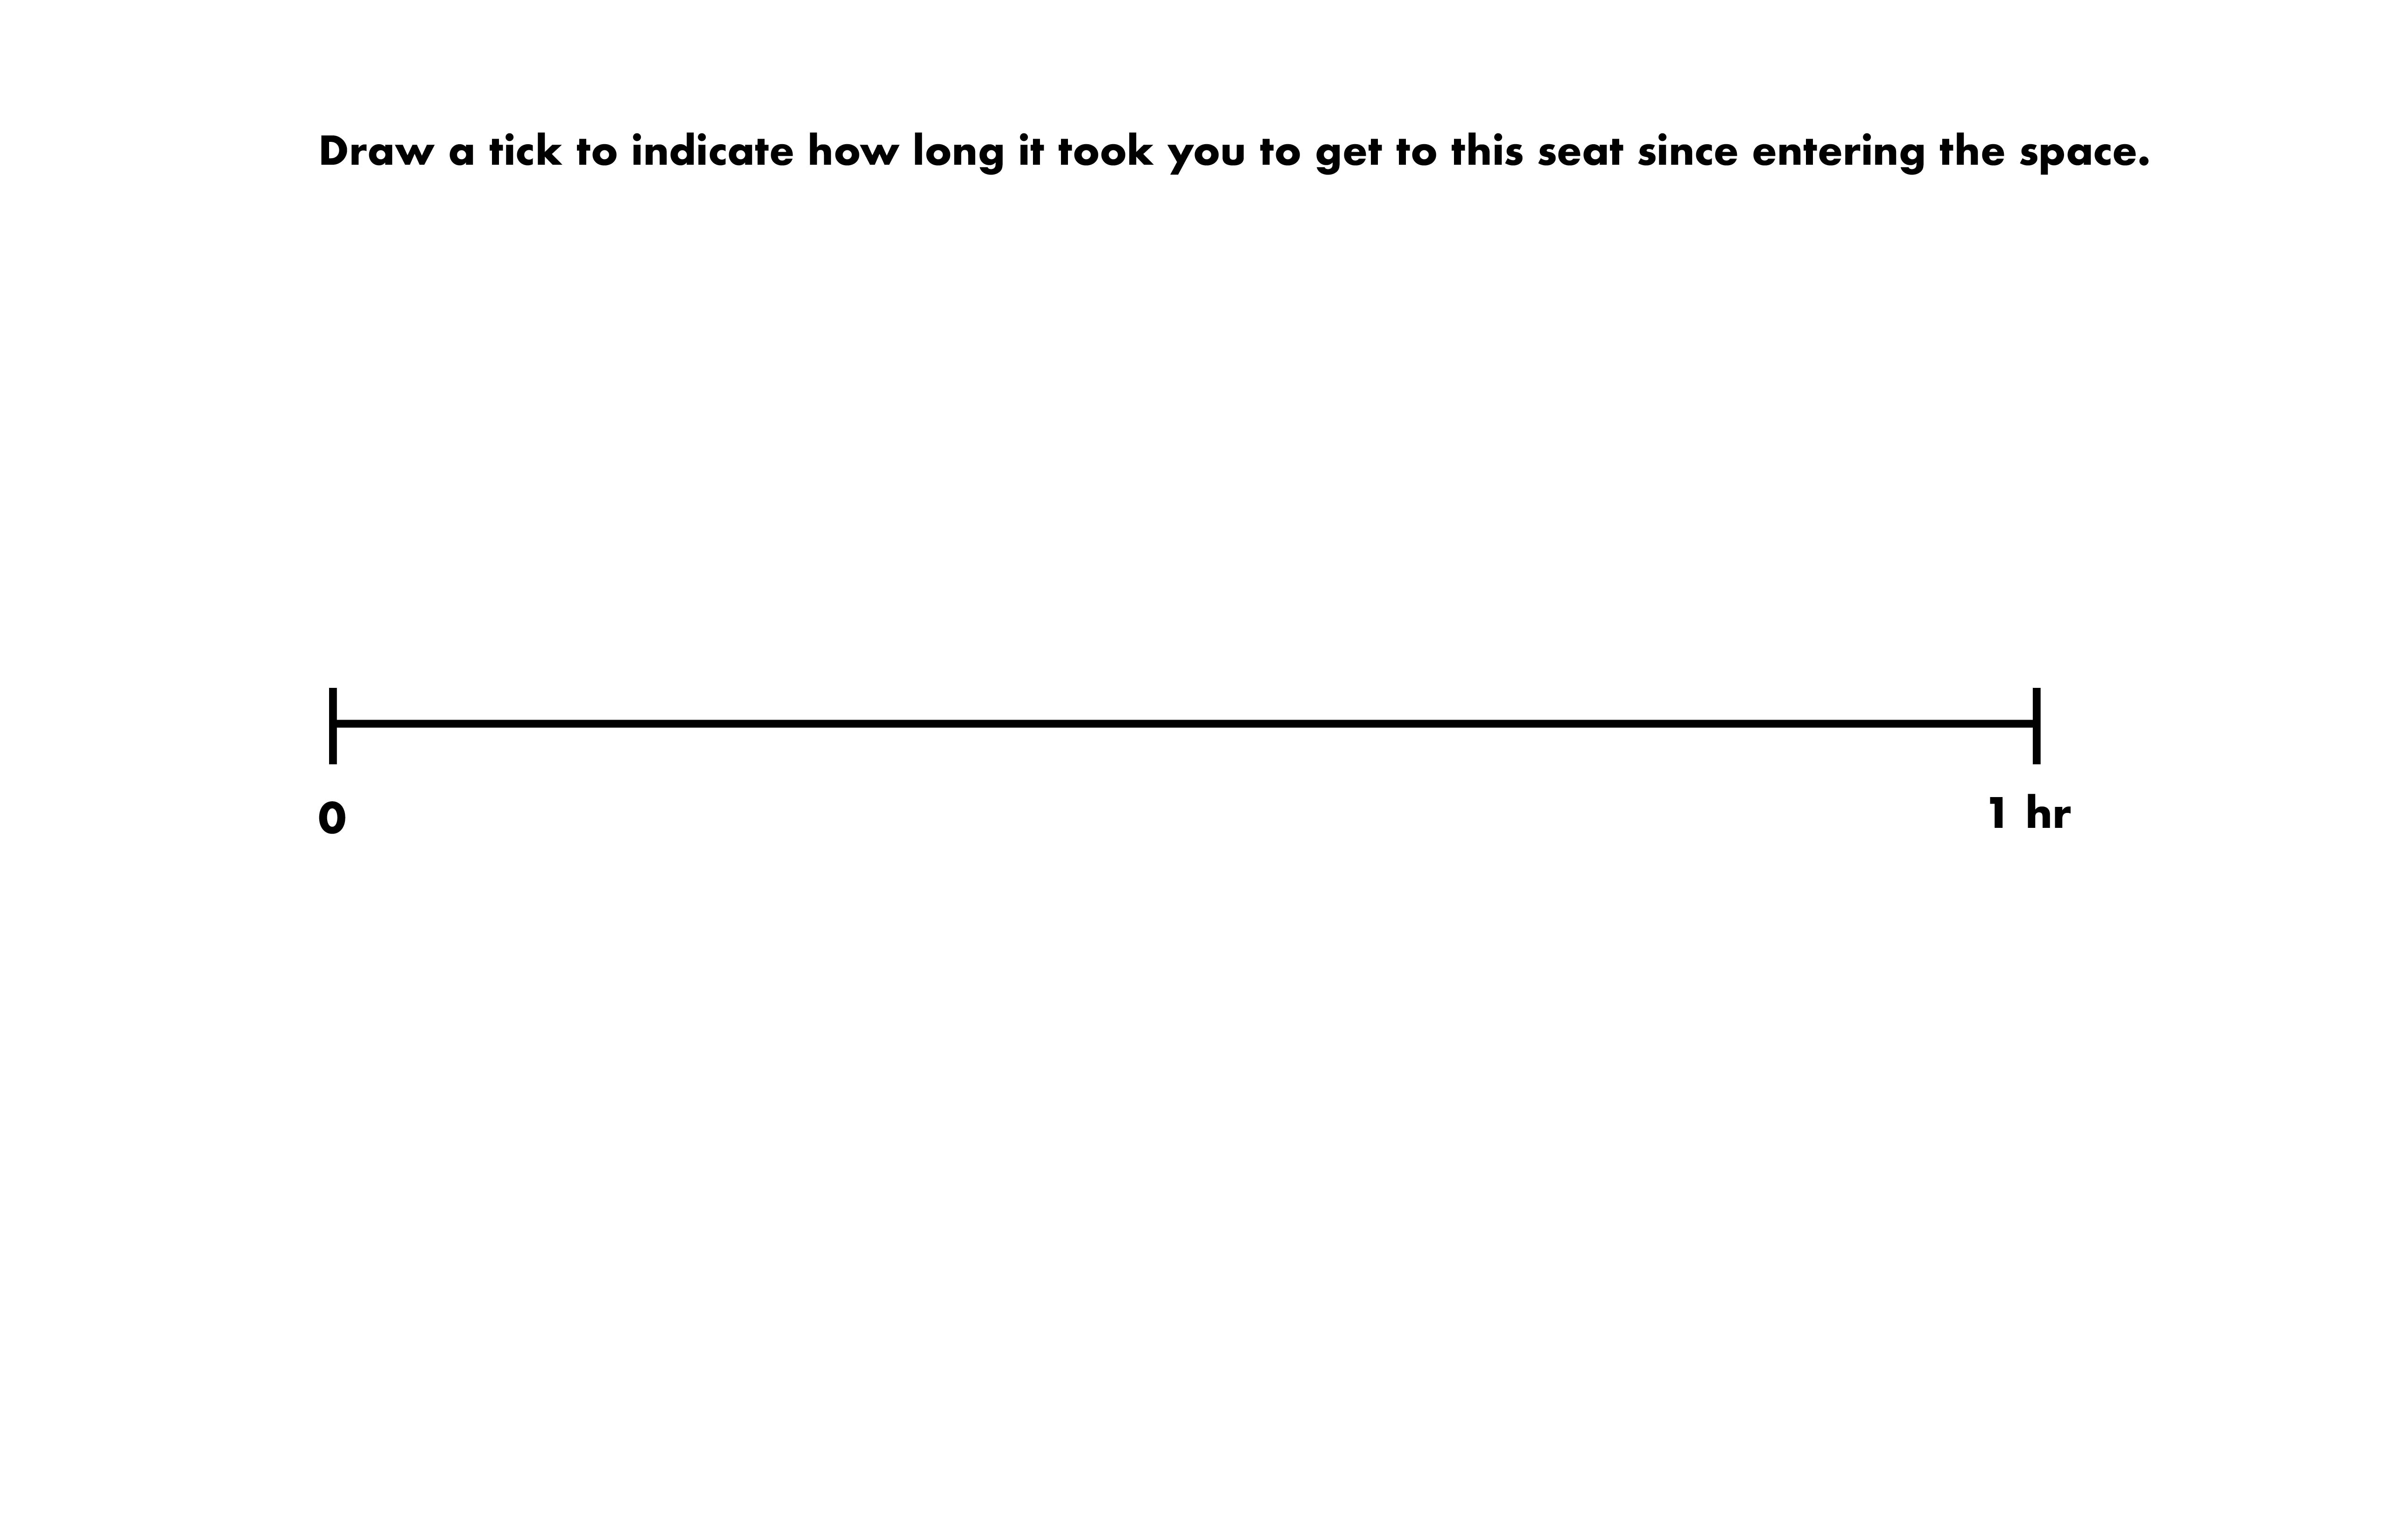 Draw a tick to indicate how long it took you to get to this seat since entering the space.
0
1 hr